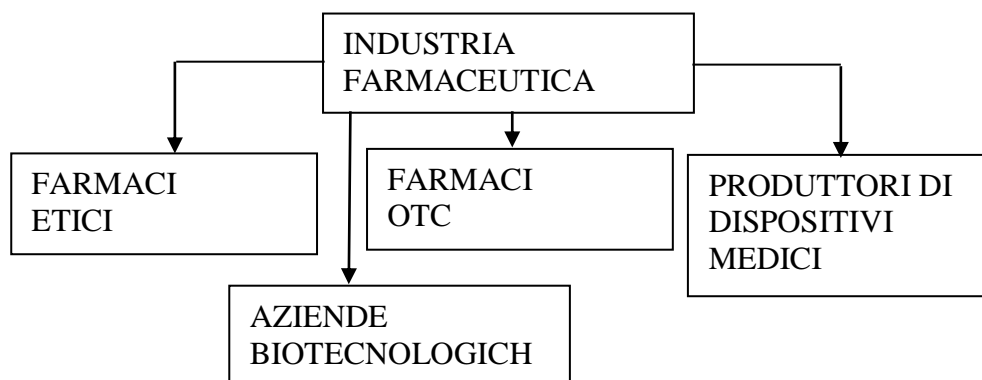 INDUSTRIA
FARMACEUTICA
FARMACI
ETICI
FARMACI
OTC
PRODUTTORI DI
DISPOSITIVI
MEDICI
AZIENDE
BIOTECNOLOGICH